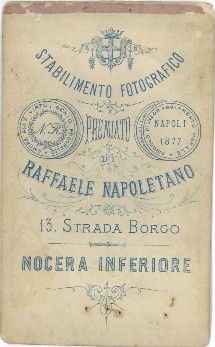 STABILIMENTO FOTOGRAFICO
PREMIATO
N.R.
NAPOLI
1877
DI
RAFFAELE NAPOLETANO
13. STRADA BORGO
NOCERA INFERIORE